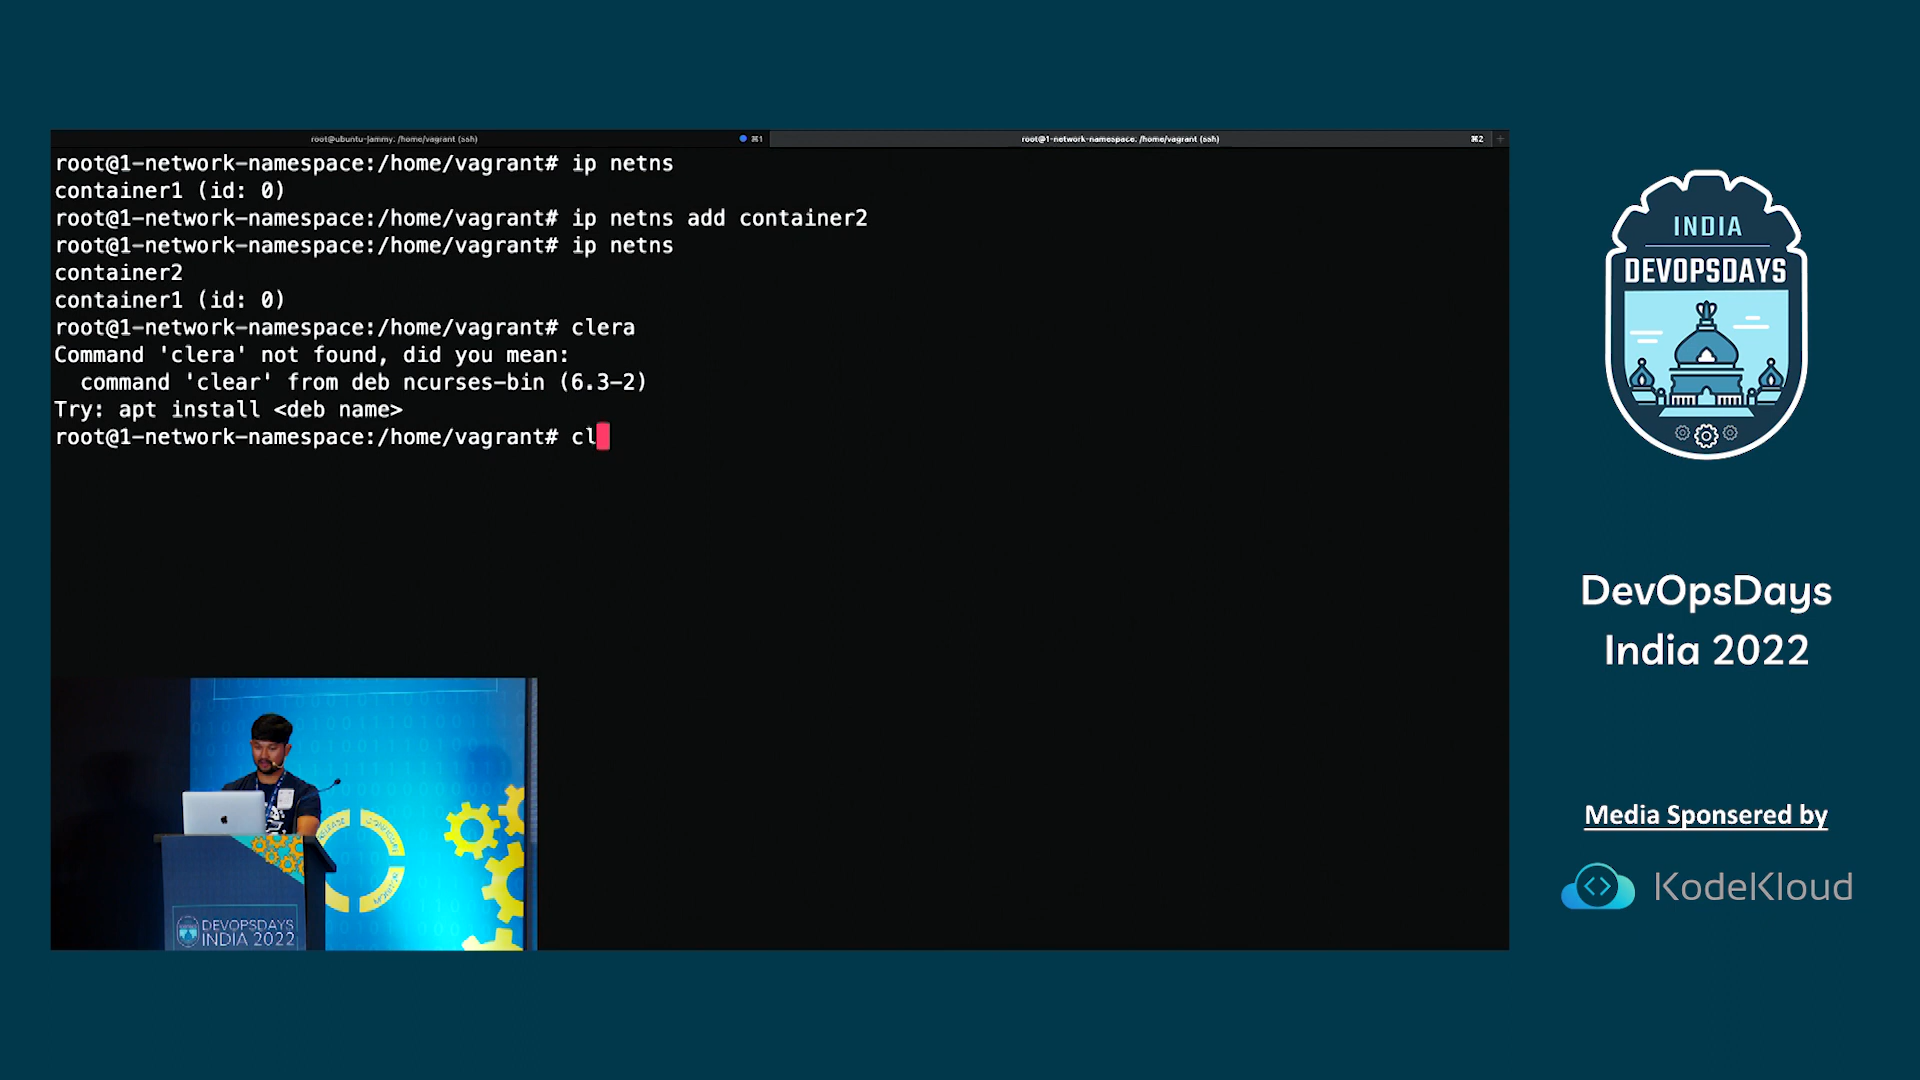 root@ubuntu-jammy: /home/vagrant (ssh)
⌘1
root@1-network-namespace: /home/vagrant (ssh)
⌘2
+
root@1-network-namespace:/home/vagrant# ip netns
container1 (id: 0)
root@1-network-namespace:/home/vagrant# ip netns add container2
root@1-network-namespace:/home/vagrant# ip netns
container2
container1 (id: 0)
root@1-network-namespace:/home/vagrant# clera
Command 'clera' not found, did you mean:
  command 'clear' from deb ncurses-bin (6.3-2)
Try: apt install <deb name>
root@1-network-namespace:/home/vagrant# cl
DEVOPSDAYS
INDIA 2022
INDIA
DEVOPSDAYS
DevOpsDays
India 2022
Media Sponsered by
KodeKloud